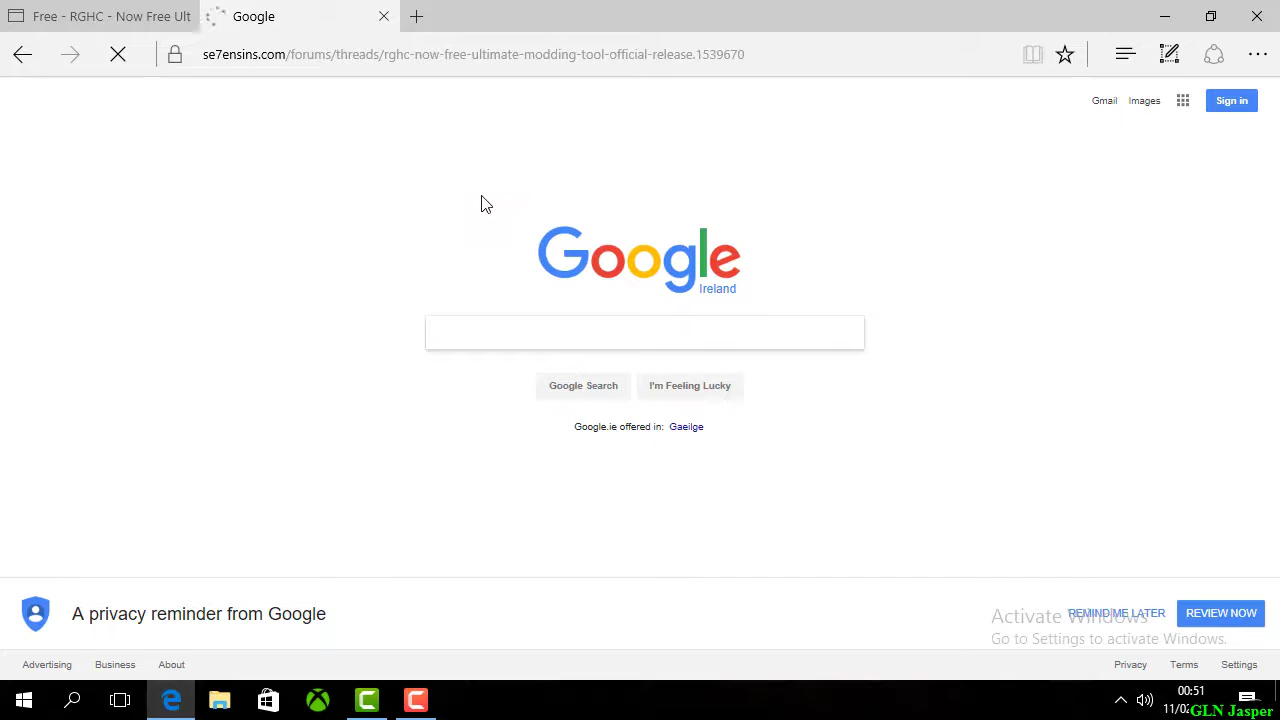 Free - RGHC - Now Free Ult
Google
se7ensins.com/forums/threads/rghc-now-free-ultimate-modding-tool-official-release.1539670
Gmail Images Sign in
Google
Ireland
Google Search I'm Feeling Lucky
Google.ie offered in: Gaeilge
A privacy reminder from Google
REMIND ME LATER
REVIEW NOW
Activate Windows
Go to Settings to activate Windows.
Advertising Business About
Privacy Terms Settings
00:51
11/02
GLN Jasper